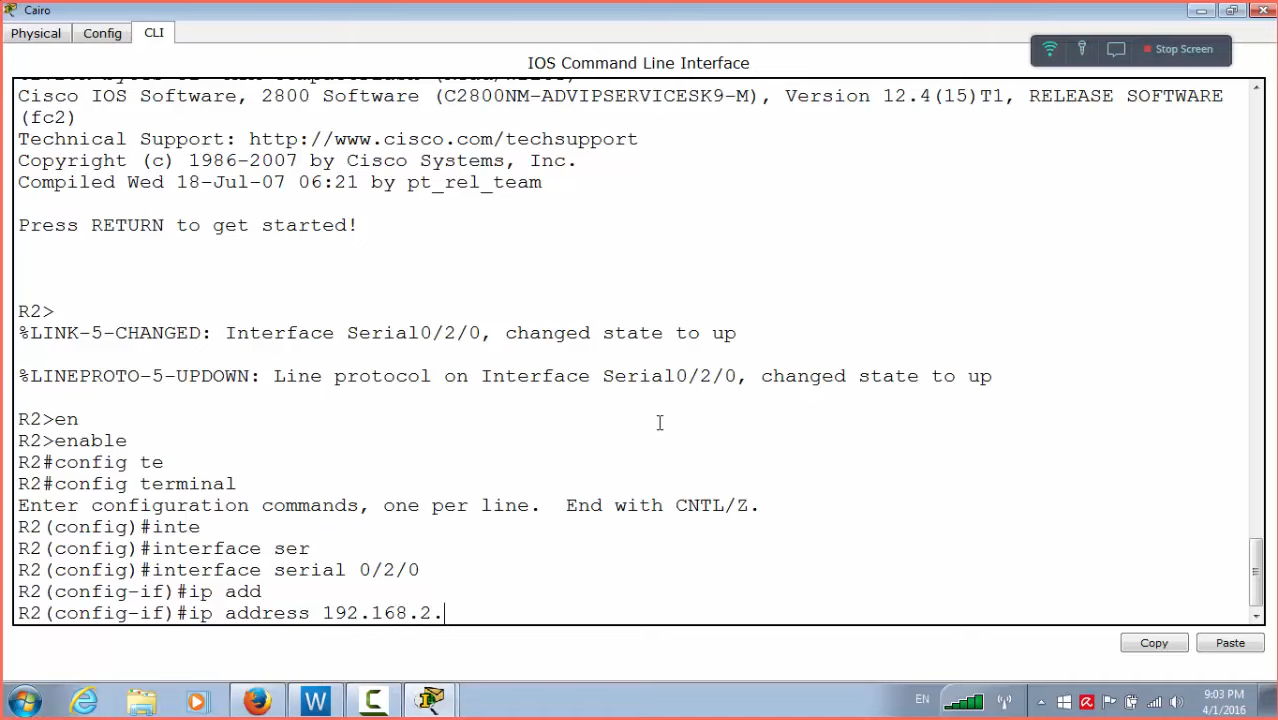 Cairo
Physical Config CLI
Stop Screen
IOS Command Line Interface
Cisco IOS Software, 2800 Software (C2800NM-ADVIPSERVICESK9-M), Version 12.4(15)T1, RELEASE SOFTWARE
(fc2)
Technical Support: http://www.cisco.com/techsupport
Copyright (c) 1986-2007 by Cisco Systems, Inc.
Compiled Wed 18-Jul-07 06:21 by pt_rel_team
Press RETURN to get started!
R2>
%LINK-5-CHANGED: Interface Serial0/2/0, changed state to up
%LINEPROTO-5-UPDOWN: Line protocol on Interface Serial0/2/0, changed state to up
R2>en
R2>enable
R2#config te
R2#config terminal
Enter configuration commands, one per line.  End with CNTL/Z.
R2(config)#inte
R2(config)#interface ser
R2(config)#interface serial 0/2/0
R2(config-if)#ip add
R2(config-if)#ip address 192.168.2.
Copy Paste
EN
9:03 PM
4/1/2016